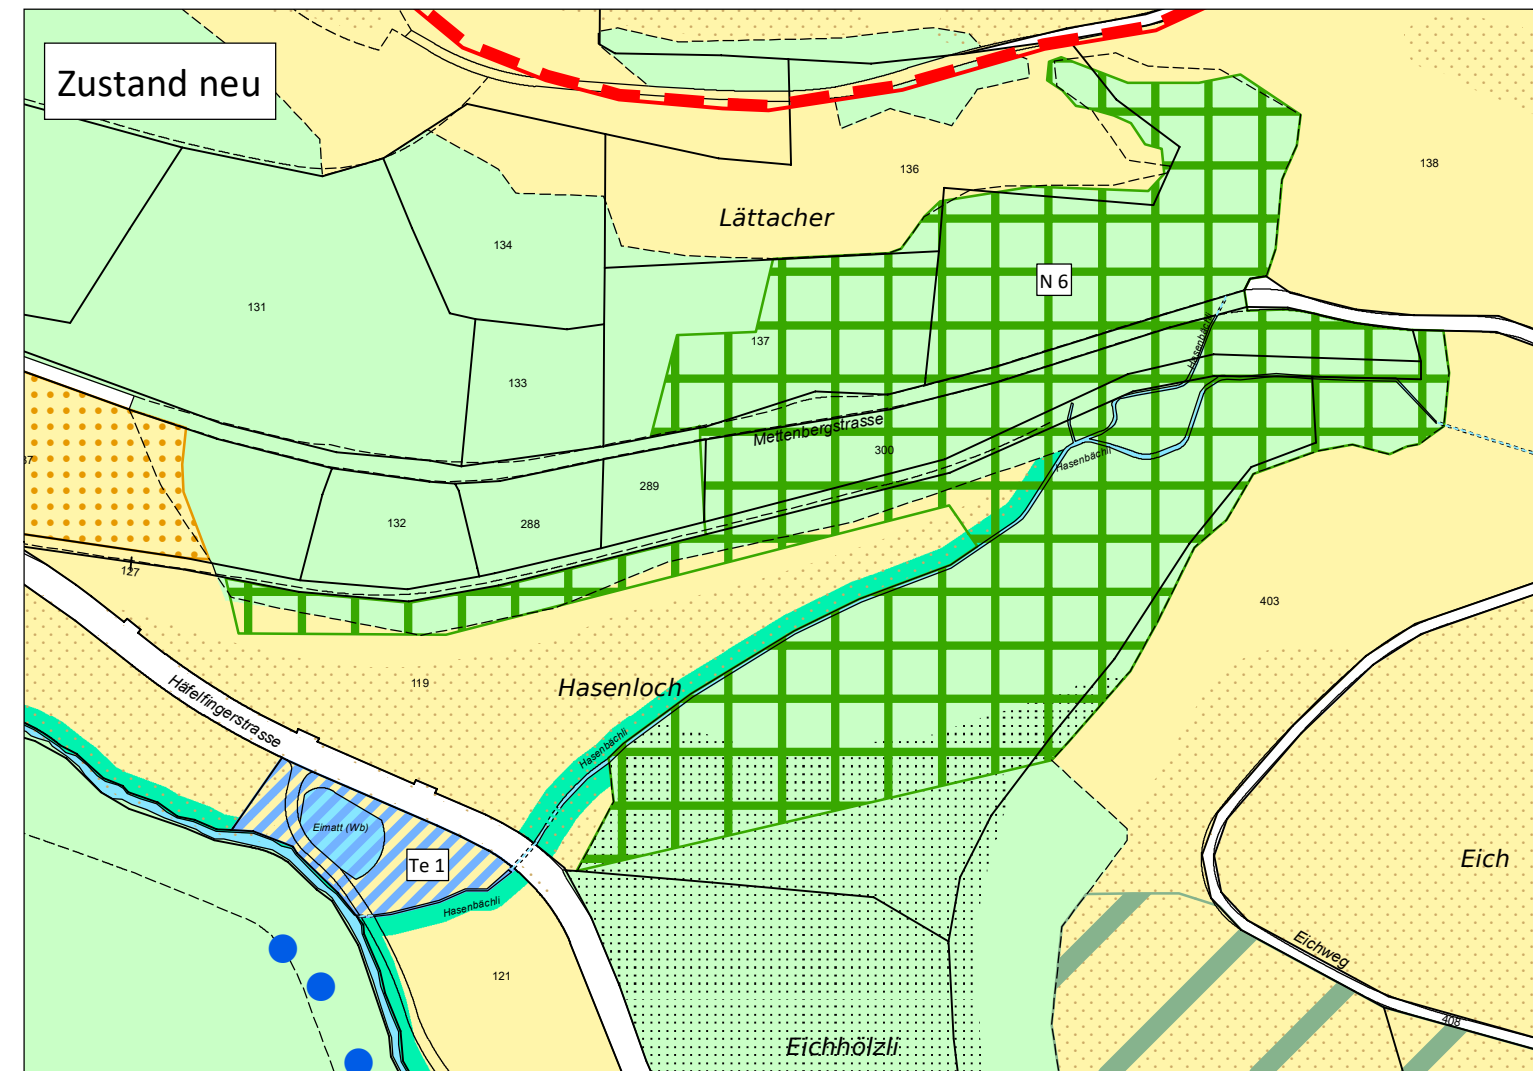 Zustand neu
136
138
Lättacher
134
N 6
131
137
Hasenbächli
133
Mettenbergstrasse
300
Hasenbächli
289
132
288
127
403
119
Hasenloch
Häfelfingerstrasse
Hasenbächli
Eimatt (Wb)
Te 1
Eich
Hasenbächli
Eichweg
121
408
Eichhölzli